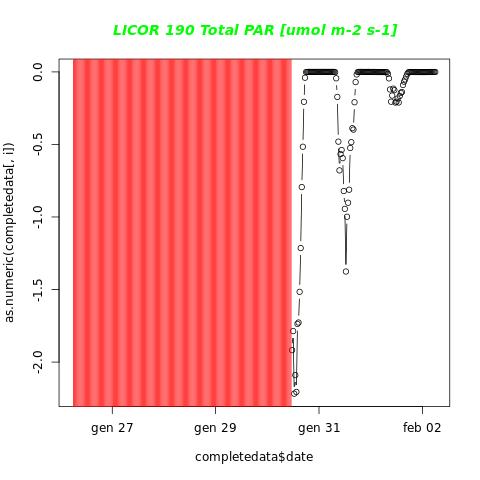 LICOR 190 Total PAR [umol m-2 s-1]
0.0
-0.5
-1.0
-1.5
-2.0
as.numeric(completedata[, i])
gen 27 gen 29 gen 31 feb 02
completedata$date